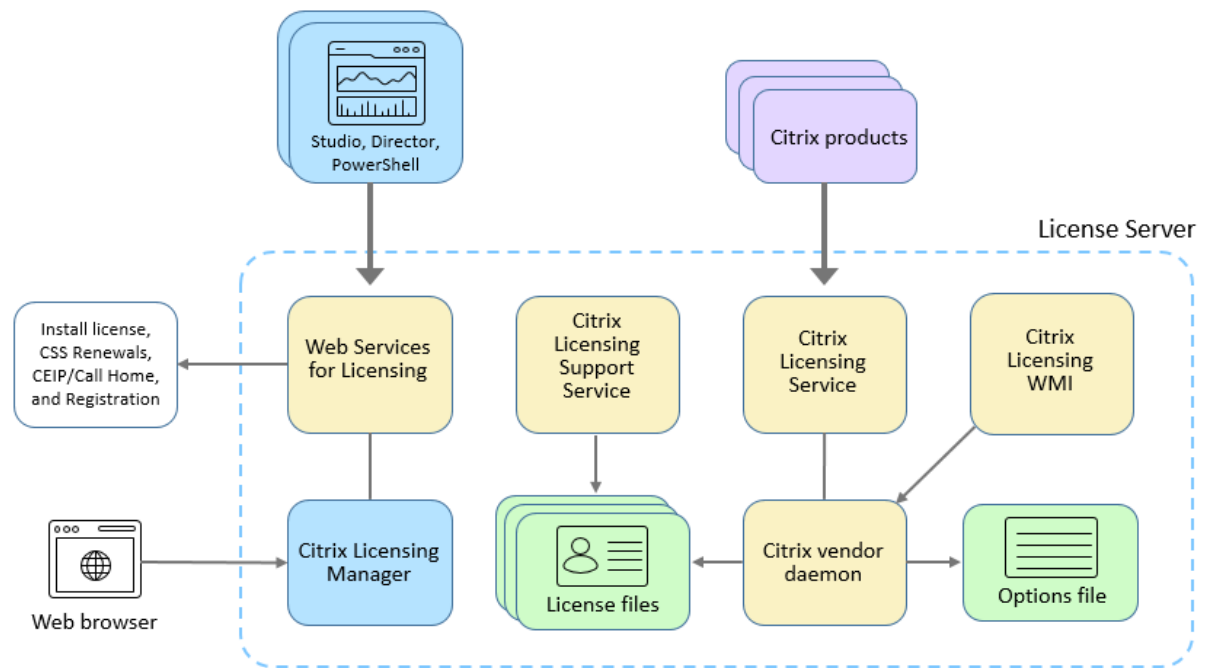 Studio, Director,
PowerShell
Citrix products
License Server
Install license,
CSS Renewals,
CEIP/Call Home,
and Registration
Web Services
for Licensing
Citrix
Licensing
Support
Service
Citrix
Licensing
Service
Citrix
Licensing
WMI
Web browser
Citrix Licensing
Manager
License files
Citrix vendor
daemon
Options file